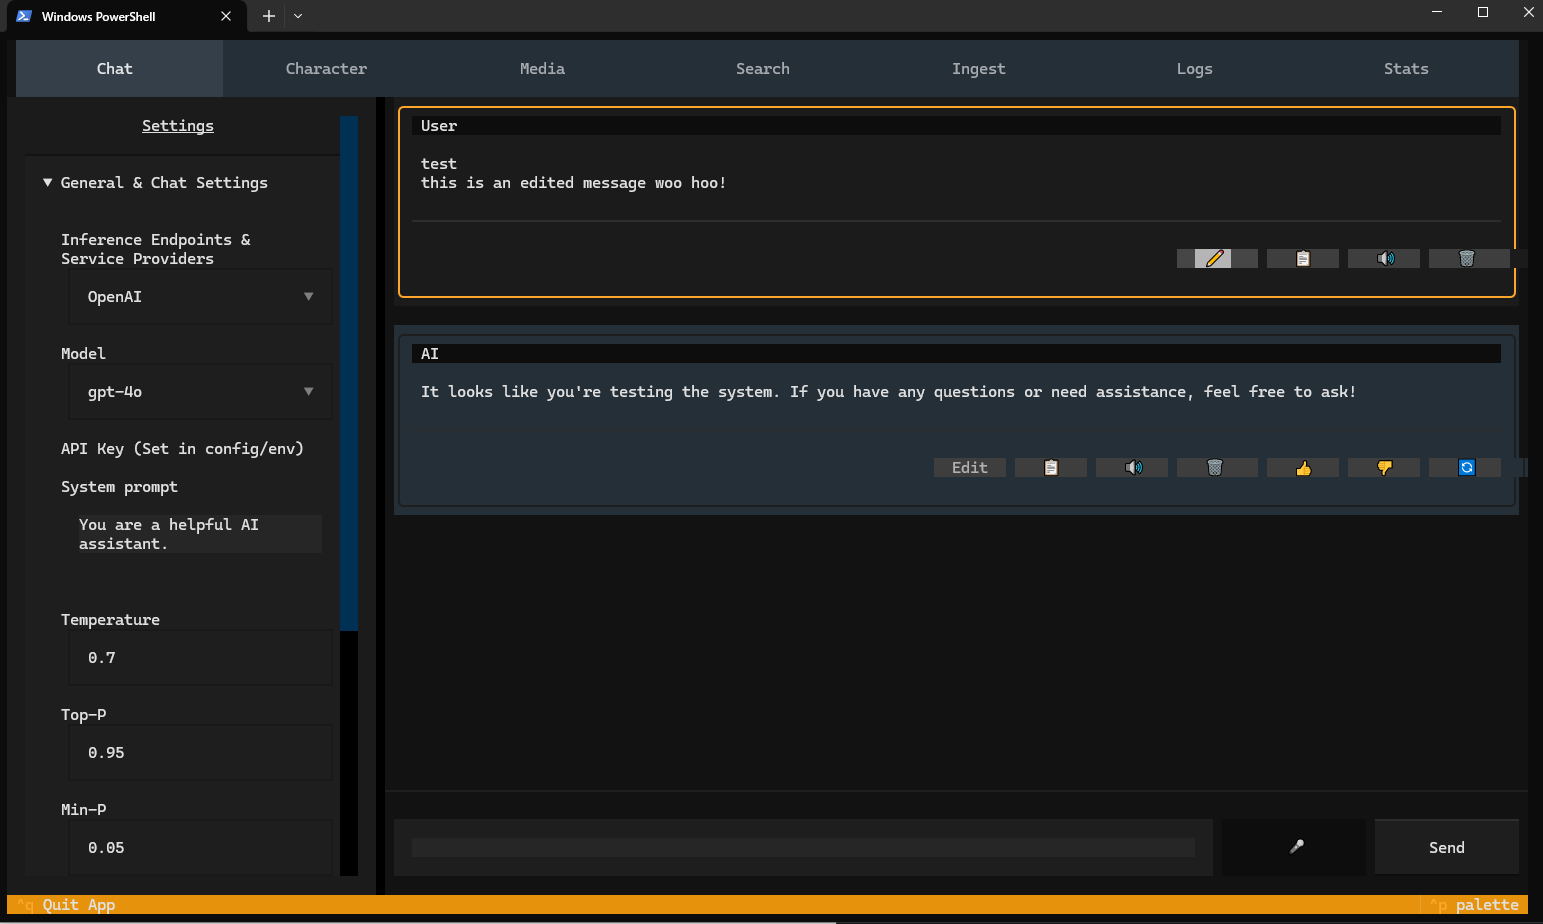 Windows PowerShell
Chat
Character
Media
Search
Ingest
Logs
Stats
Settings
▼ General & Chat Settings
Inference Endpoints &
Service Providers
OpenAI
Model
gpt-4o
API Key (Set in config/env)
System prompt
You are a helpful AI
assistant.
Temperature
0.7
Top-P
0.95
Min-P
0.05
User
test
this is an edited message woo hoo!
AI
It looks like you're testing the system. If you have any questions or need assistance, feel free to ask!
Edit
Send
^q Quit App
^p palette